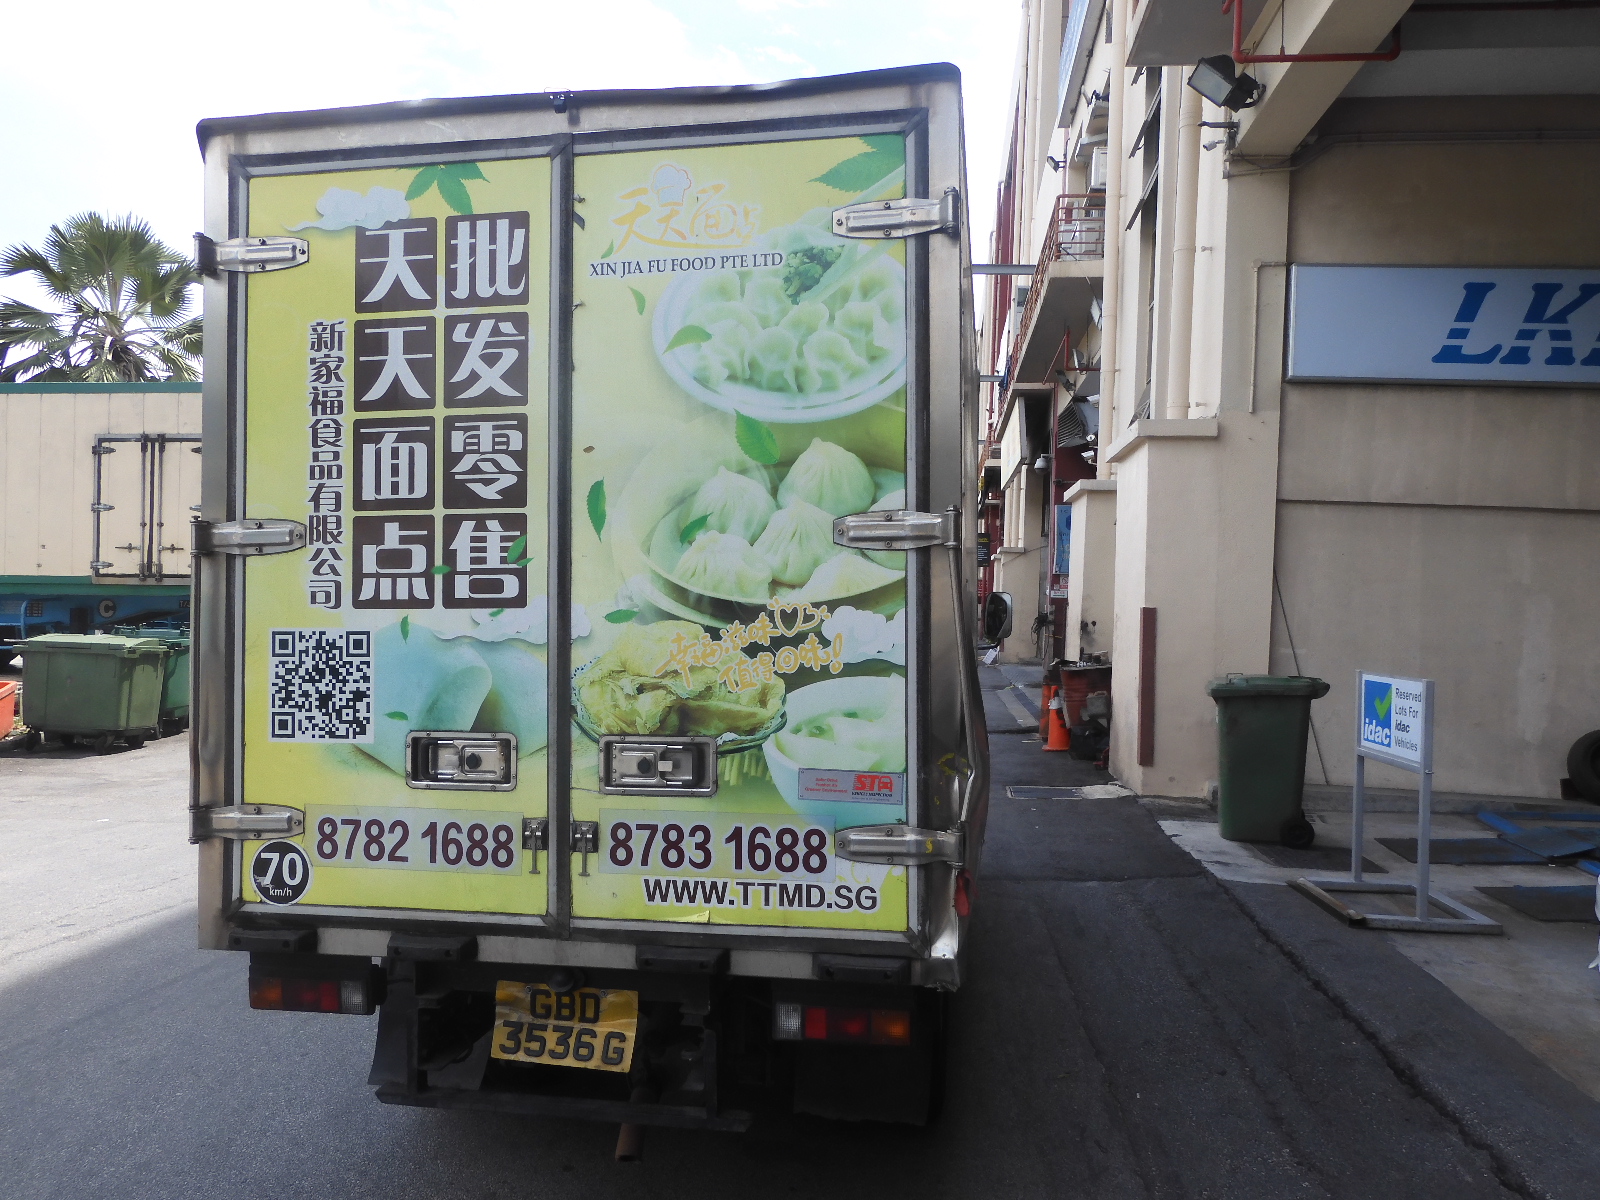 天天面点
XIN JIA FU FOOD PTE LTD
批发零售
天天面点
新家福食品有限公司
幸福滋味
值得回味!
STA
8782 1688
8783 1688
WWW.TTMD.SG
70
km/h
GBD
3536G
LK
Reserved
Lots For
idac
Vehicles
idac
C